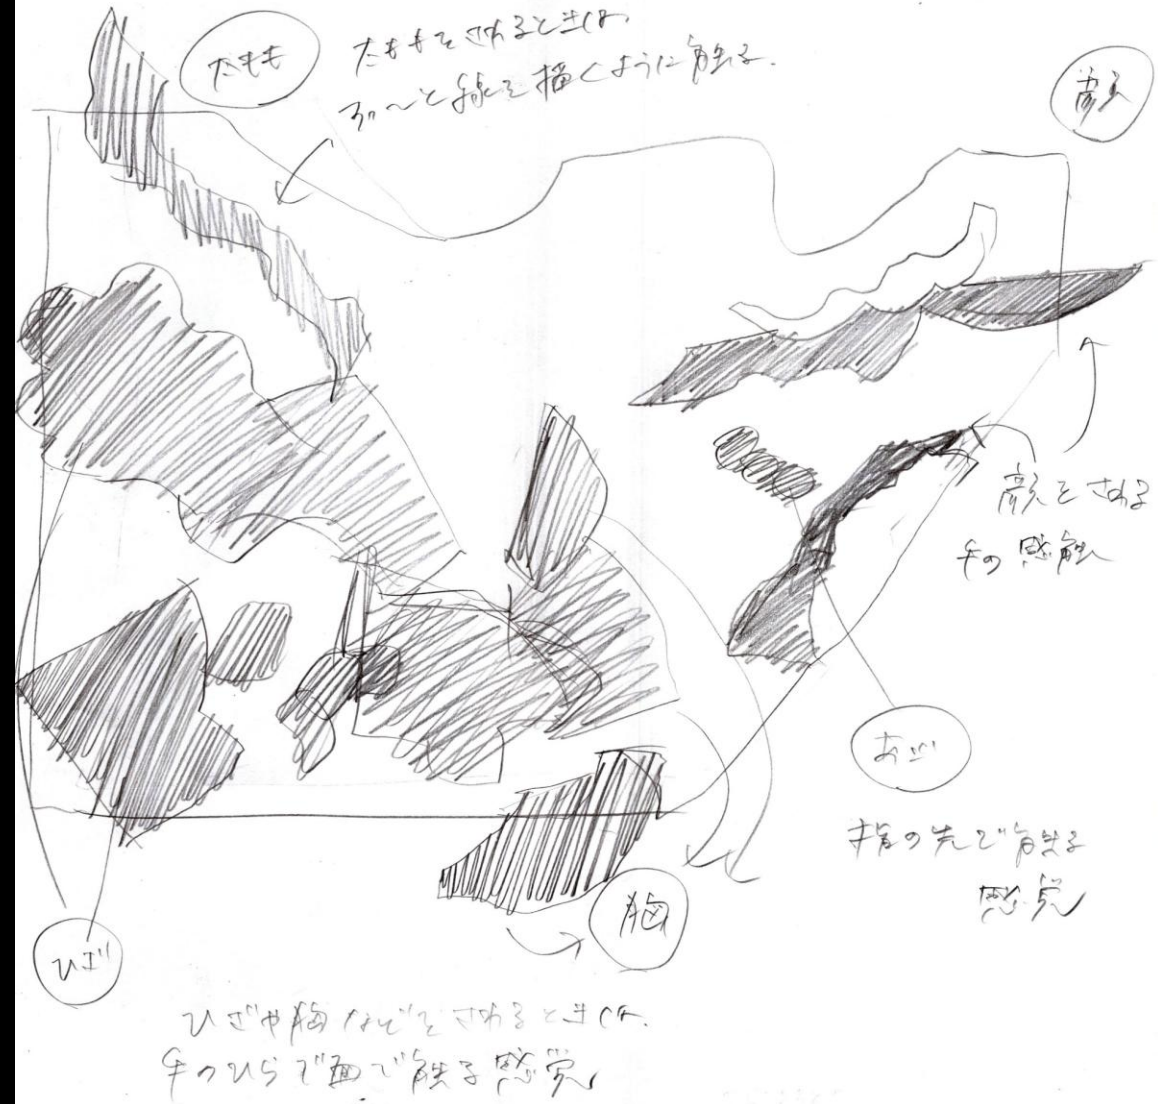 たもも
たももをさわるときは、
すーっと線を描くように触る。
顔
顔をさわる
手の感触
あご
指の先で触る
感覚
胸
ひざ
ひざや胸などをさわるときは、
手のひらで面で触る感覚